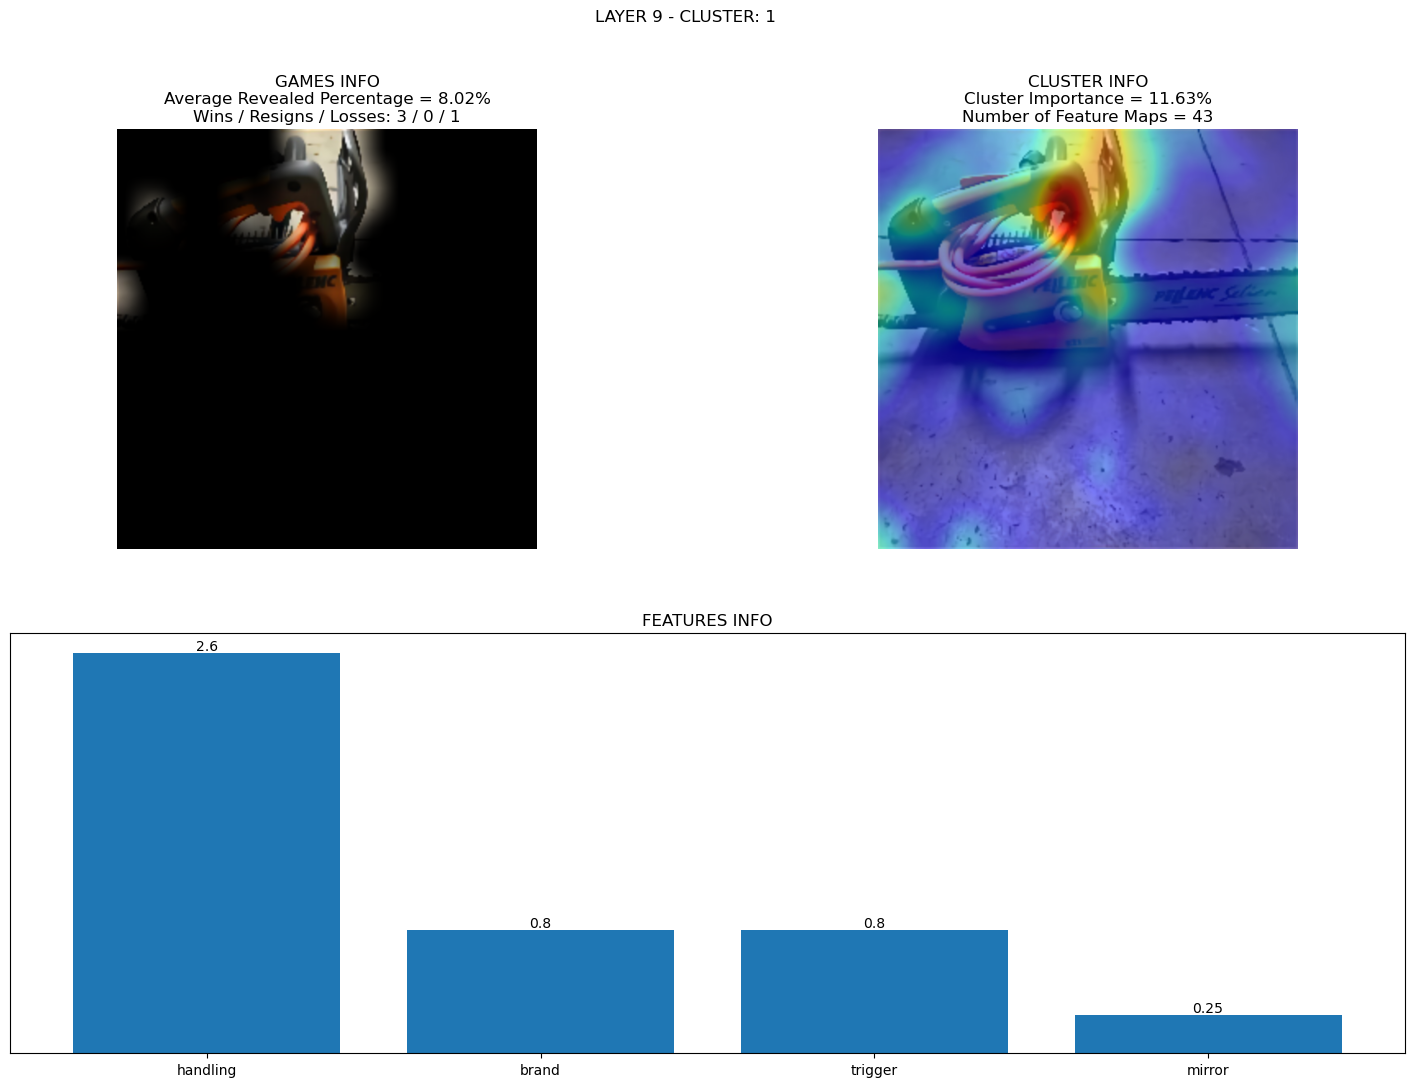 LAYER 9 - CLUSTER: 1
GAMES INFO
Average Revealed Percentage = 8.02%
Wins / Resigns / Losses: 3 / 0 / 1
CLUSTER INFO
Cluster Importance = 11.63%
Number of Feature Maps = 43
LENC
PELLENC
PELLENC Selion
FEATURES INFO
2.6
0.8
0.8
0.25
handling
brand
trigger
mirror